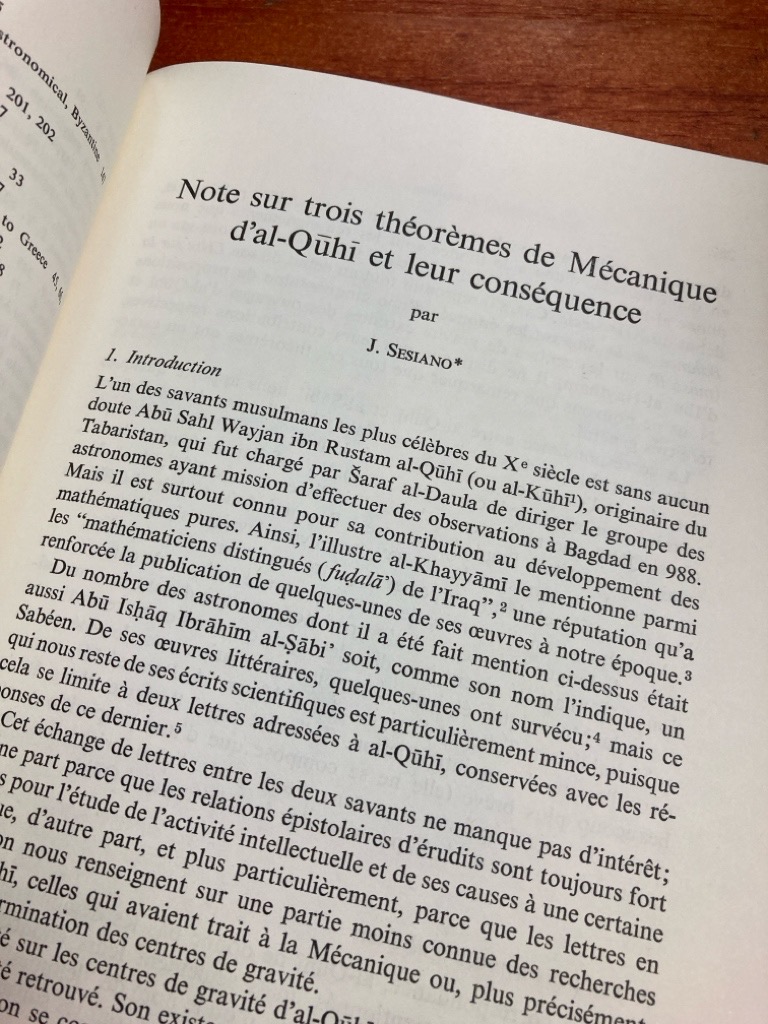 stronomical, Byzantine
201, 202
7
33
to Greece 45,
8
Note sur trois théorèmes de Mécanique
d'al-Qūhī et leur conséquence
par
J. SESIANO*
1. Introduction
L'un des savants musulmans les plus célèbres du Xe siècle est sans aucun
doute Abū Sahl Wayjan ibn Rustam al-Qūhī (ou al-Kūhī¹), originaire du
Tabaristan, qui fut chargé par Šaraf al-Daula de diriger le groupe des
astronomes ayant mission d'effectuer des observations à Bagdad en 988.
Mais il est surtout connu pour sa contribution au développement des
mathématiques pures. Ainsi, l'illustre al-Khayyāmī le mentionne parmi
les “mathématiciens distingués (fuḍalā’) de l'Iraq”,² une réputation qu'a
renforcée la publication de quelques-unes de ses œuvres à notre époque.³
Du nombre des astronomes dont il a été fait mention ci-dessus était
aussi Abū Isḥāq Ibrāhīm al-Ṣābi’ soit, comme son nom l'indique, un
Sabéen. De ses œuvres littéraires, quelques-unes ont survécu;⁴ mais ce
qui nous reste de ses écrits scientifiques est particulièrement mince, puisque
cela se limite à deux lettres adressées à al-Qūhī, conservées avec les ré-
ponses de ce dernier.⁵
Cet échange de lettres entre les deux savants ne manque pas d'intérêt;
ne part parce que les relations épistolaires d'érudits sont toujours fort
s pour l'étude de l'activité intellectuelle et de ses causes à une certaine
ue, d'autre part, et plus particulièrement, parce que les lettres en
on nous renseignent sur une partie moins connue des recherches
hī, celles qui avaient trait à la Mécanique ou, plus précisément
rmination des centres de gravité.
é sur les centres de gravité d'al-Qūh
té retrouvé. Son existe
on se co